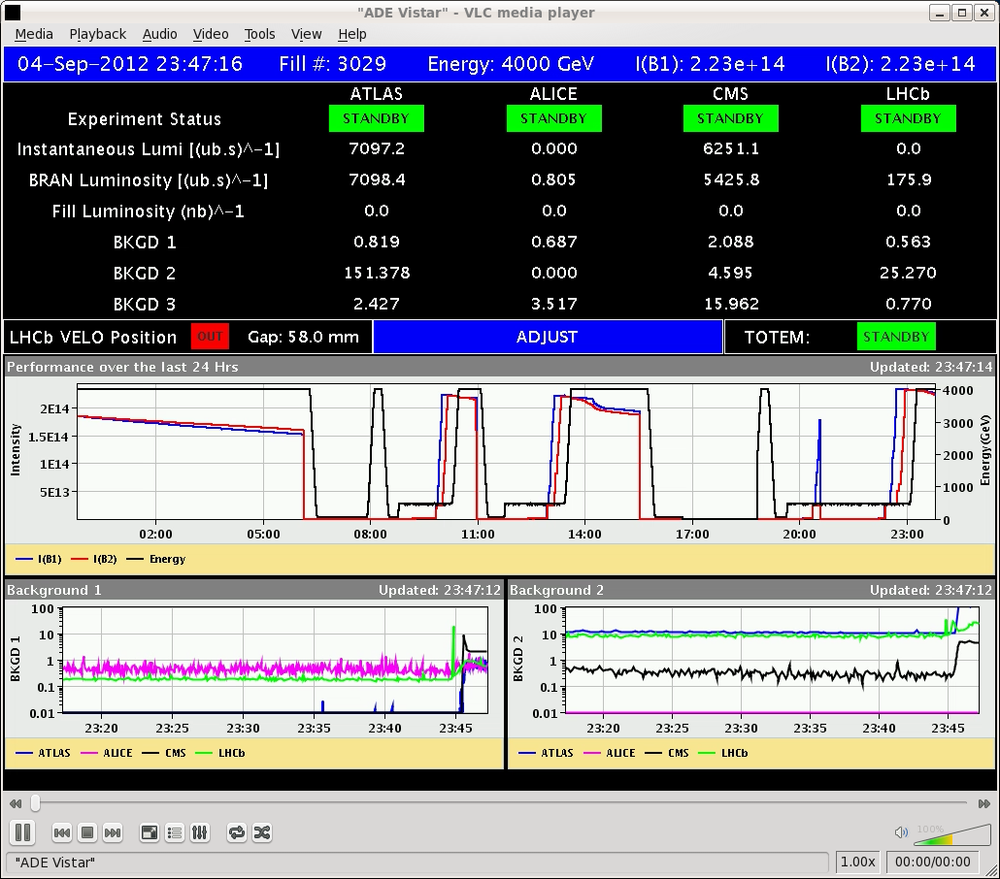 "ADE Vistar" - VLC media player
Media Playback Audio Video Tools View Help
04-Sep-2012 23:47:16 Fill #: 3029 Energy: 4000 GeV I(B1): 2.23e+14 I(B2): 2.23e+14
ATLAS ALICE CMS LHCb
Experiment Status STANDBY STANDBY STANDBY STANDBY
Instantaneous Lumi [(ub.s)^-1] 7097.2 0.000 6251.1 0.0
BRAN Luminosity [(ub.s)^-1] 7098.4 0.805 5425.8 175.9
Fill Luminosity (nb)^-1 0.0 0.0 0.0 0.0
BKGD 1 0.819 0.687 2.088 0.563
BKGD 2 151.378 0.000 4.595 25.270
BKGD 3 2.427 3.517 15.962 0.770
LHCb VELO Position OUT Gap: 58.0 mm ADJUST TOTEM: STANDBY
Performance over the last 24 Hrs Updated: 23:47:14
Intensity
2E14
1.5E14
1E14
5E13
4000
3000
2000
1000
0
Energy(GeV)
02:00 05:00 08:00 11:00 14:00 17:00 20:00 23:00
I(B1) I(B2) Energy
Background 1 Updated: 23:47:12
BKGD 1
100
10
1
0.1
0.01
23:20 23:25 23:30 23:35 23:40 23:45
ATLAS ALICE CMS LHCb
Background 2 Updated: 23:47:12
BKGD 2
100
10
1
0.1
0.01
23:20 23:25 23:30 23:35 23:40 23:45
ATLAS ALICE CMS LHCb
100%
"ADE Vistar" 1.00x 00:00/00:00